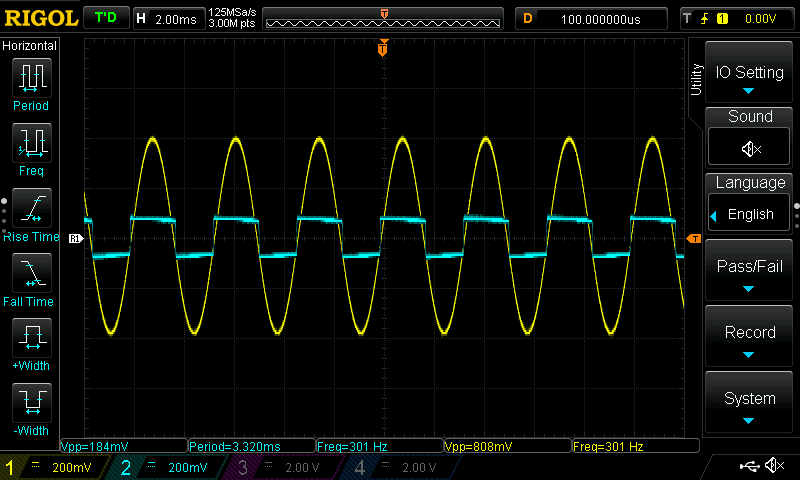 RIGOL T'D H 2.00ms 125MSa/s D 100.000000us T 1 0.00V
3.00M pts
T
Horizontal
Period
Freq
Rise Time
Fall Time
+Width
-Width
T
R1
T
Utility
IO Setting
Sound
Language
English
Pass/Fail
Record
System
Vpp=184mV Period=3.320ms Freq=301 Hz Vpp=808mV Freq=301 Hz
1 200mV 2 200mV 3 2.00 V 4 2.00 V